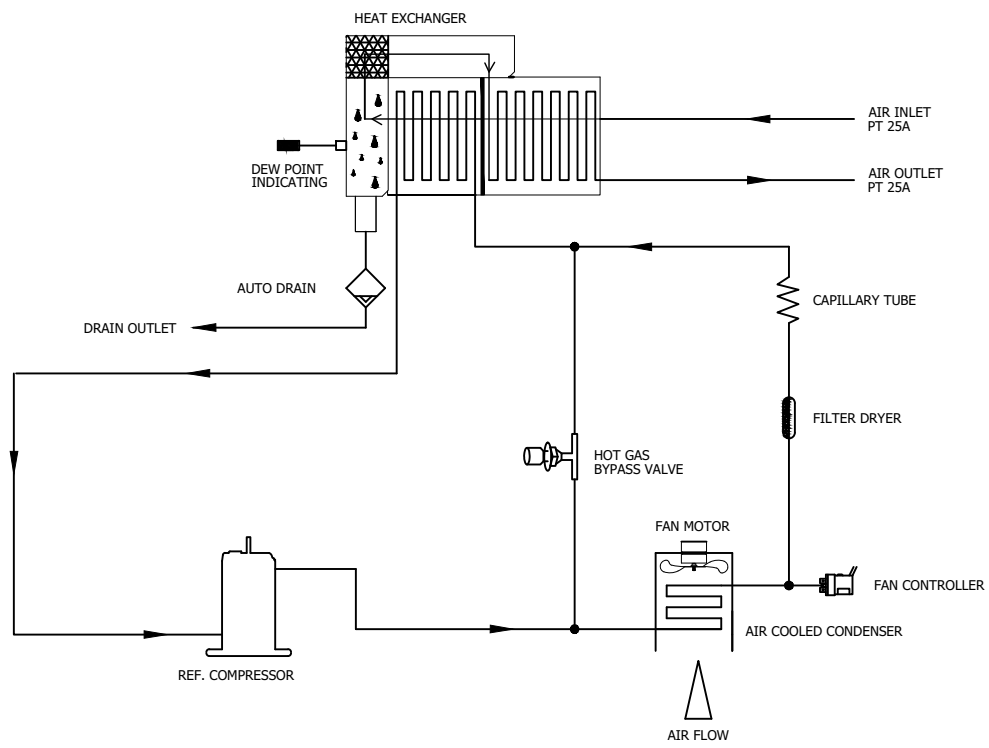 HEAT EXCHANGER
AIR INLET
PT 25A
DEW POINT
INDICATING
AIR OUTLET
PT 25A
AUTO DRAIN
CAPILLARY TUBE
DRAIN OUTLET
FILTER DRYER
HOT GAS
BYPASS VALVE
FAN MOTOR
FAN CONTROLLER
AIR COOLED CONDENSER
REF. COMPRESSOR
AIR FLOW